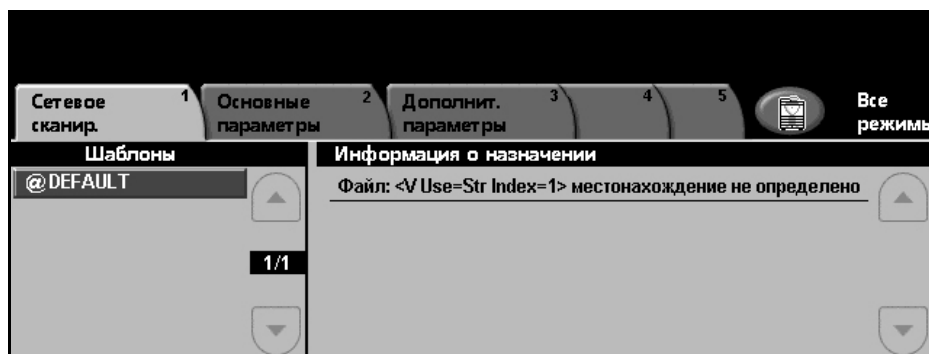 Сетевое сканир.
1
Основные параметры
2
Дополнит. параметры
3
4
5
Все режимы
Шаблоны
Информация о назначении
@DEFAULT
Файл: <V Use=Str Index=1> местонахождение не определено
1/1